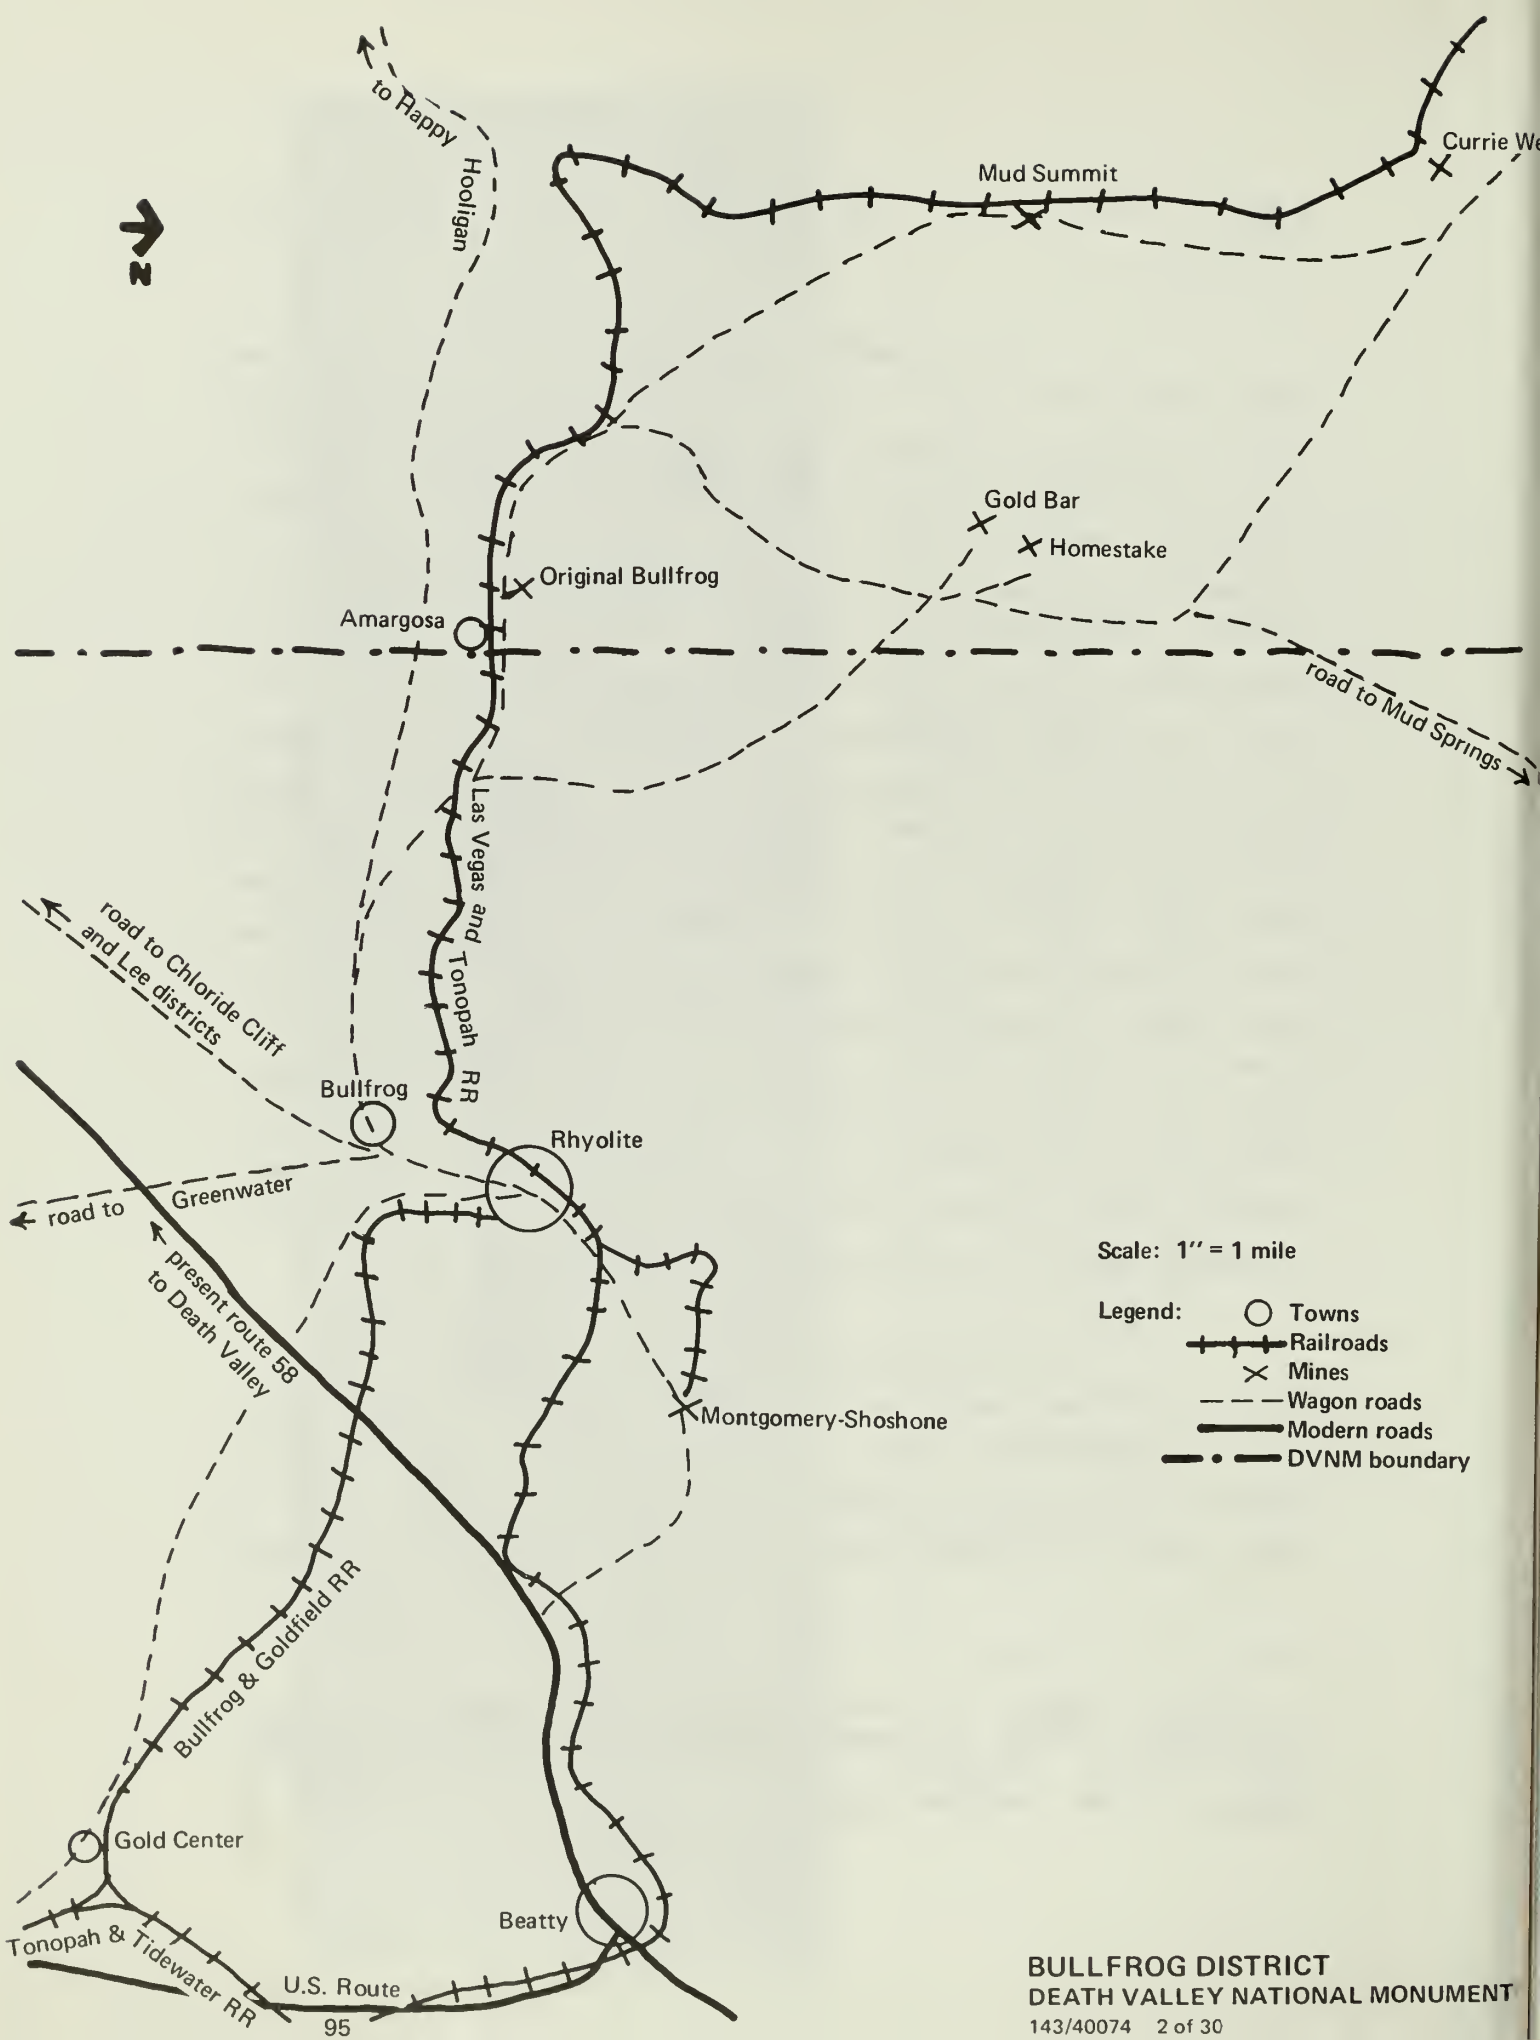 to Happy
Hooligan
Mud Summit
Currie
N
Gold Bar
Homestake
Original Bullfrog
Amargosa
road to Mud Springs
Las Vegas and Tonopah RR
road to Chloride Cliff
and Lee districts
Bullfrog
Rhyolite
road to Greenwater
present route 58
to Death Valley
Scale: 1" = 1 mile
Legend:
Towns
Railroads
Mines
Wagon roads
Modern roads
DVNM boundary
Montgomery-Shoshone
Bullfrog & Goldfield RR
Gold Center
Beatty
Tonopah & Tidewater RR
U.S. Route
95
BULLFROG DISTRICT
DEATH VALLEY NATIONAL MONUMENT
143/40074 2 of 30